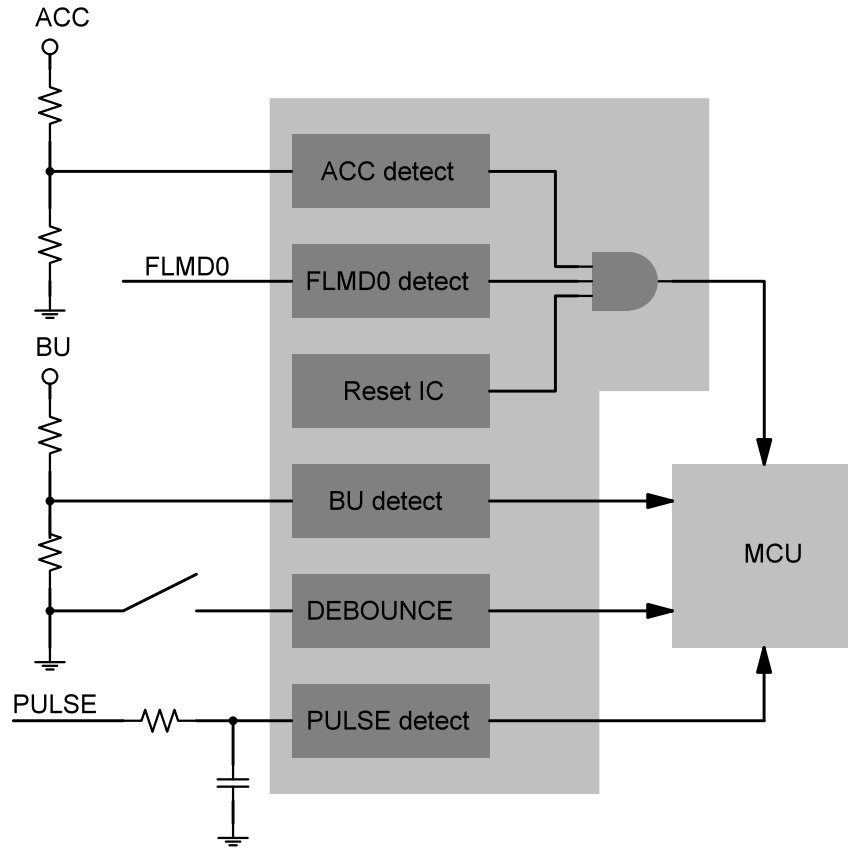 ACC
ACC detect
FLMD0
FLMD0 detect
BU
Reset IC
BU detect
MCU
DEBOUNCE
PULSE
PULSE detect